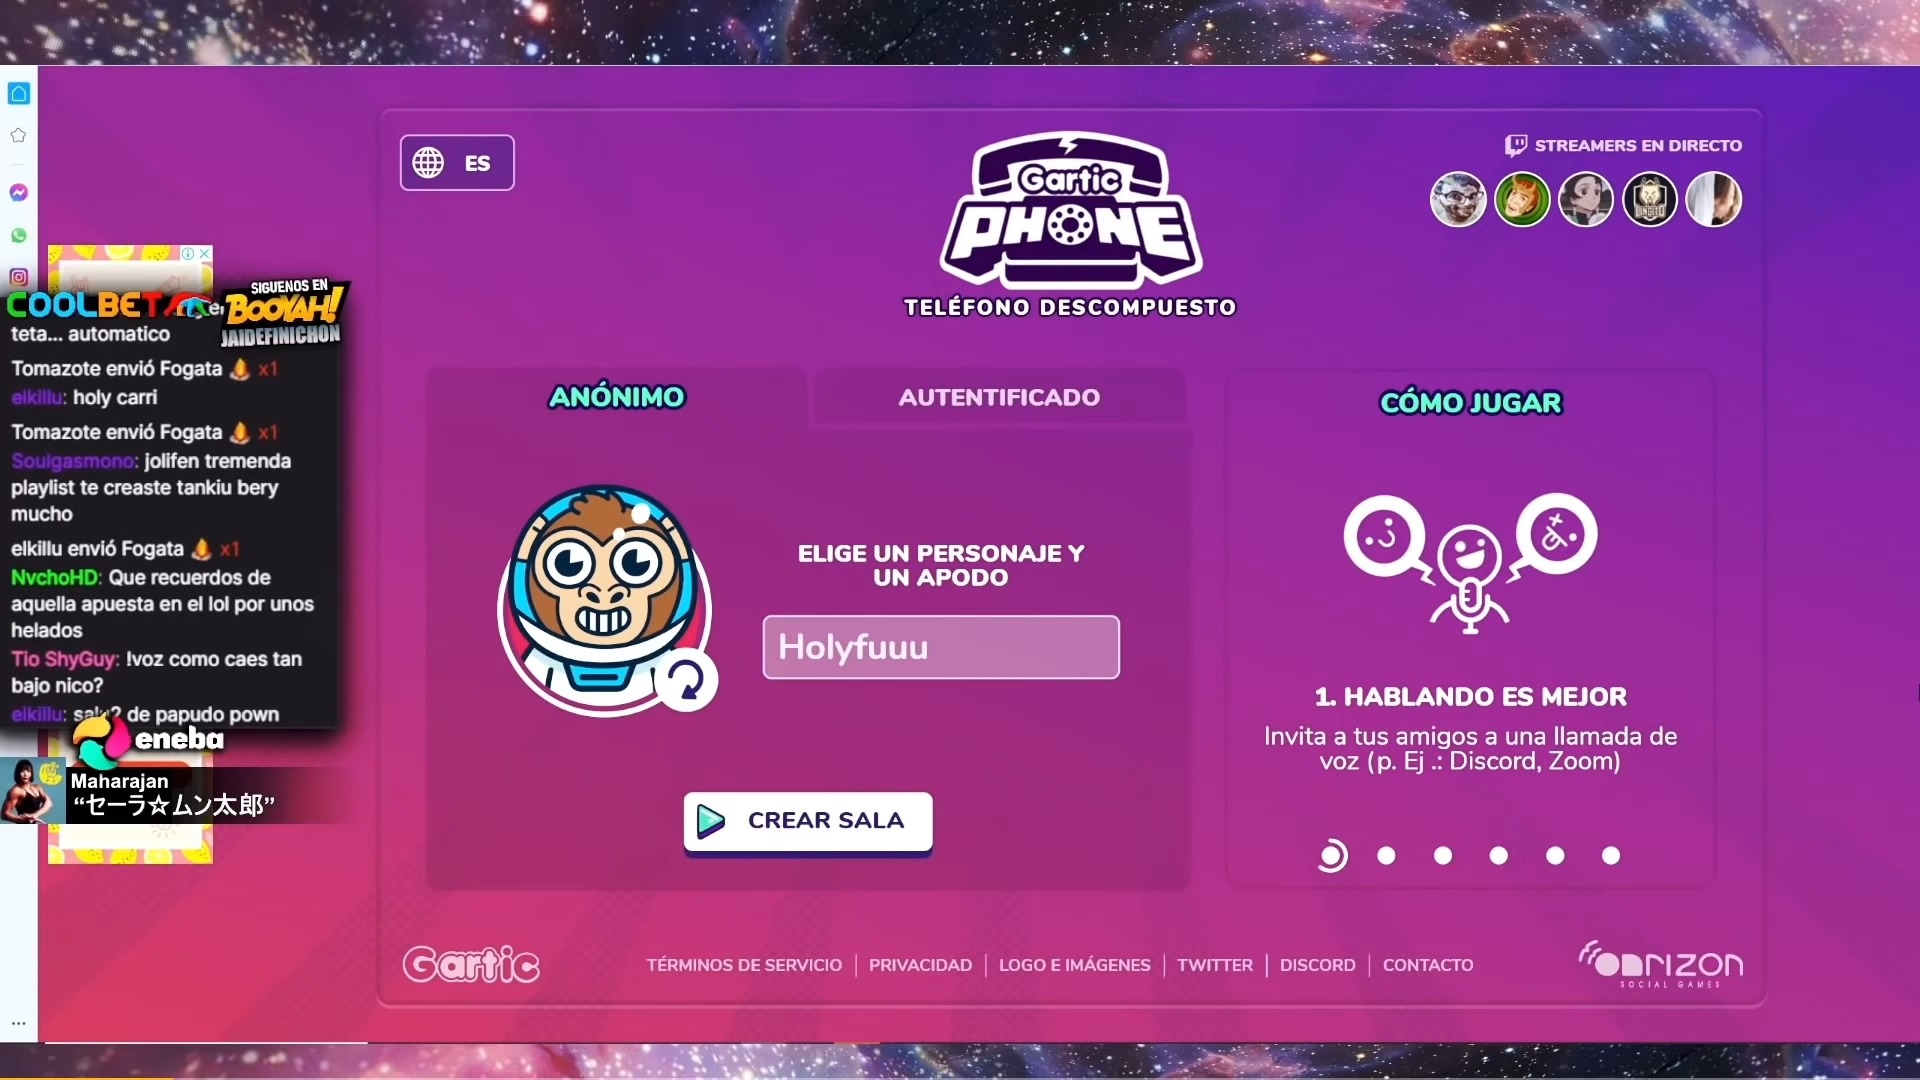 ES
Gartic
PHONE
TELÉFONO DESCOMPUESTO
STREAMERS EN DIRECTO
LINGITO
COOLBET
SIGUENOS EN
BOOYAH!
JAIDEFINICHON
teta... automatico
Tomazote envió Fogata x1
elkillu: holy carri
Tomazote envió Fogata x1
Soulgasmono: jolifen tremenda
playlist te creaste tankiu bery
mucho
elkillu envió Fogata x1
NvchoHD: Que recuerdos de
aquella apuesta en el lol por unos
helados
Tio ShyGuy: !voz como caes tan
bajo nico?
elkillu: de papudo pown
eneba
Maharajan
“セーラ☆ムン太郎”
ANÓNIMO
AUTENTIFICADO
ELIGE UN PERSONAJE Y
UN APODO
Holyfuuu
CREAR SALA
CÓMO JUGAR
1. HABLANDO ES MEJOR
Invita a tus amigos a una llamada de
voz (p. Ej .: Discord, Zoom)
Gartic
TÉRMINOS DE SERVICIO | PRIVACIDAD | LOGO E IMÁGENES | TWITTER | DISCORD | CONTACTO
onrizon
SOCIAL GAMES